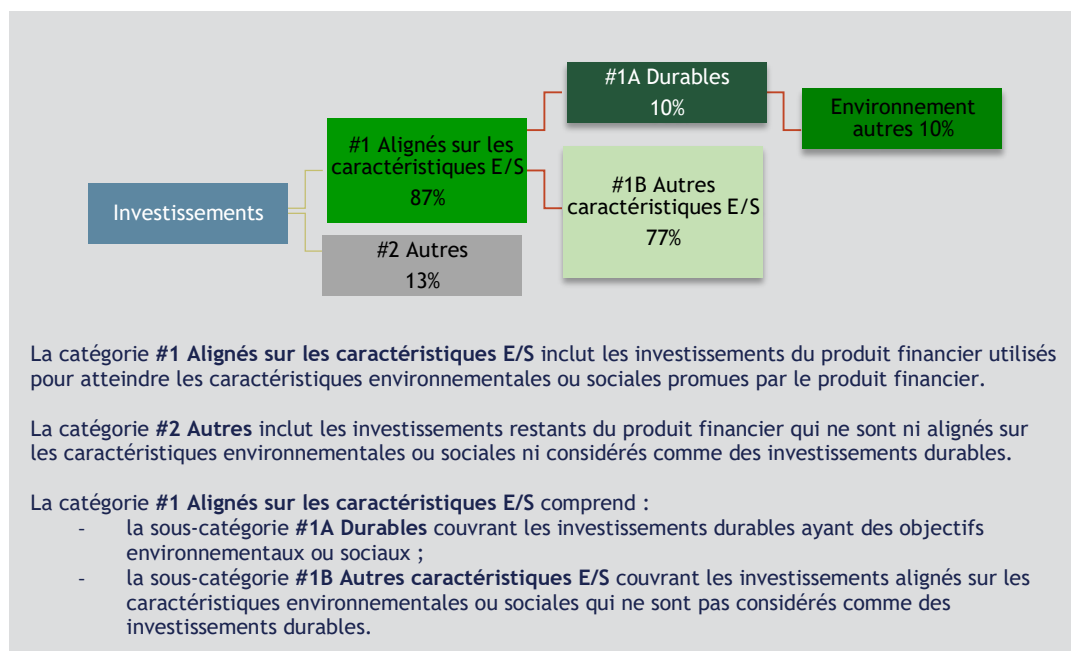 #1A Durables
10%
Environnement
autres 10%
#1 Alignés sur les
caractéristiques E/S
87%
#1B Autres
caractéristiques E/S
77%
Investissements
#2 Autres
13%
La catégorie #1 Alignés sur les caractéristiques E/S inclut les investissements du produit financier utilisés
pour atteindre les caractéristiques environnementales ou sociales promues par le produit financier.
La catégorie #2 Autres inclut les investissements restants du produit financier qui ne sont ni alignés sur
les caractéristiques environnementales ou sociales ni considérés comme des investissements durables.
La catégorie #1 Alignés sur les caractéristiques E/S comprend :
- la sous-catégorie #1A Durables couvrant les investissements durables ayant des objectifs
environnementaux ou sociaux ;
- la sous-catégorie #1B Autres caractéristiques E/S couvrant les investissements alignés sur les
caractéristiques environnementales ou sociales qui ne sont pas considérés comme des
investissements durables.